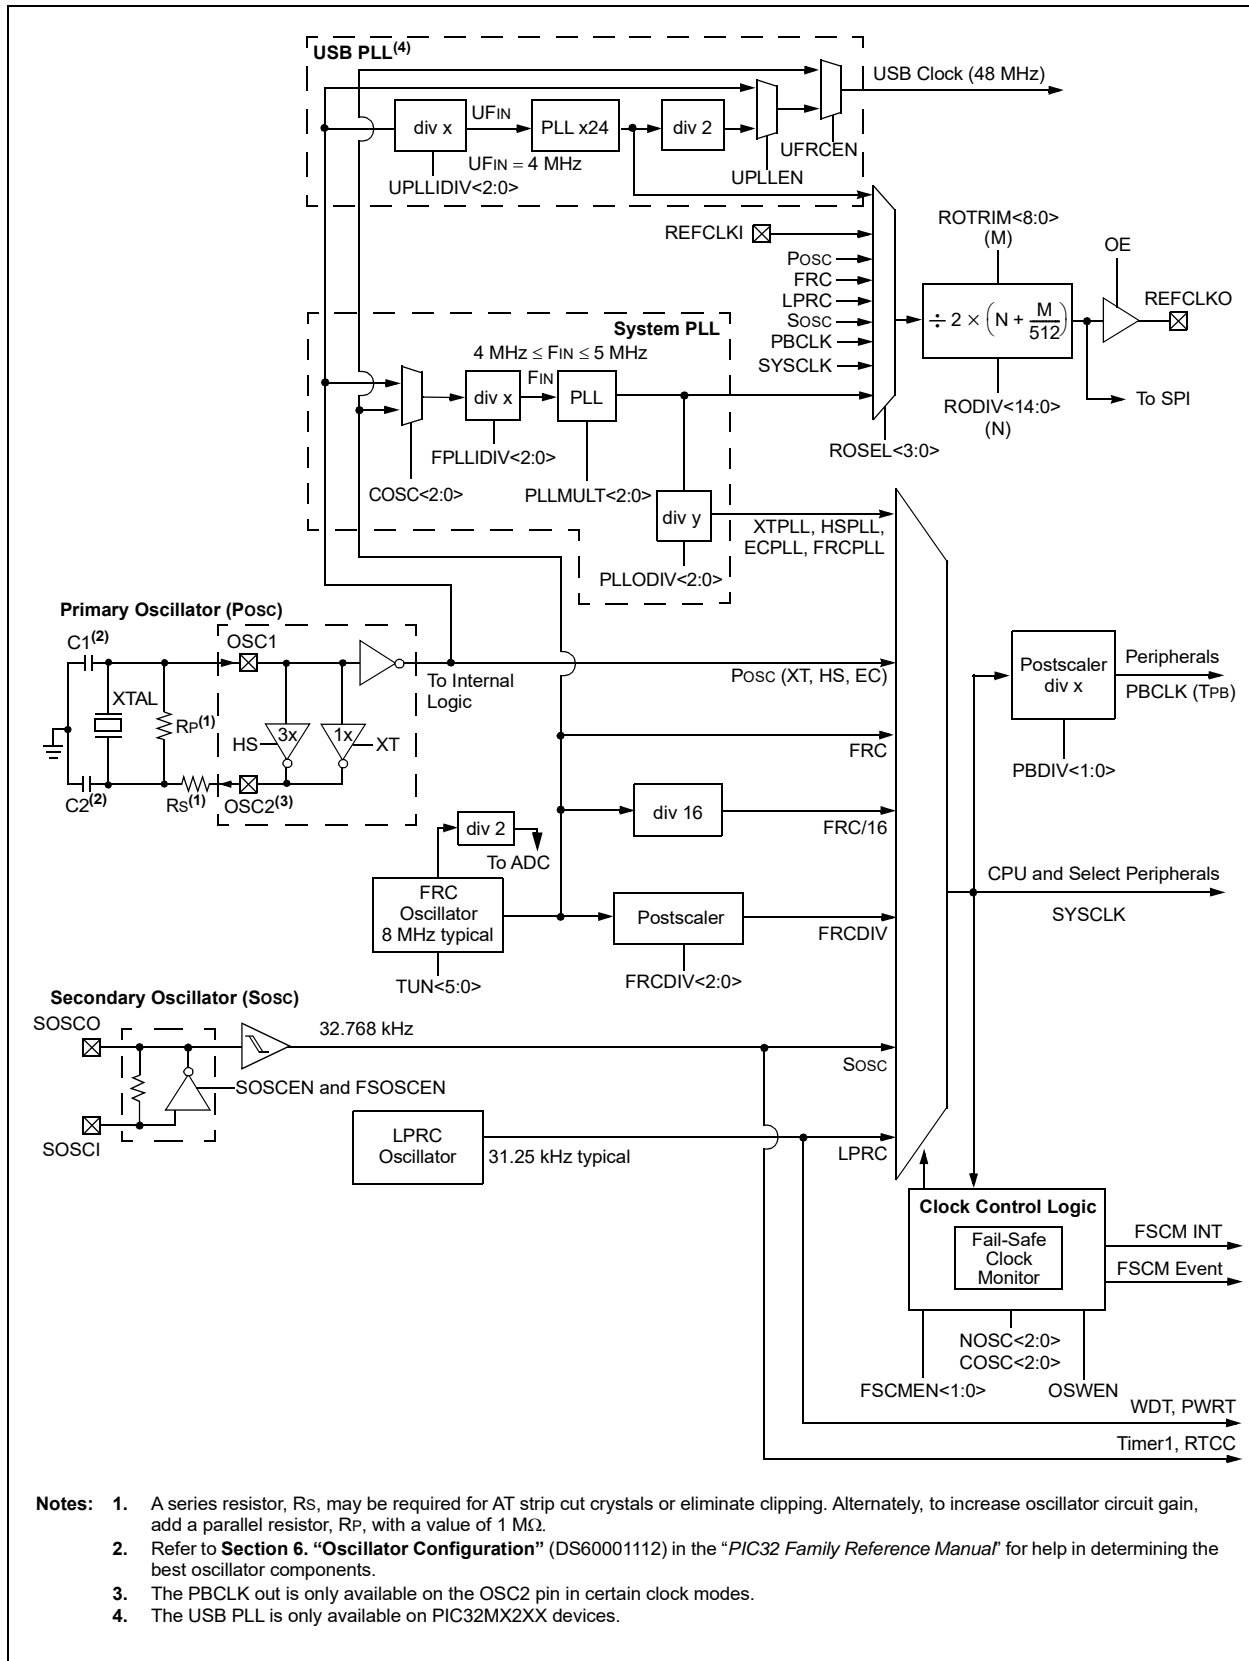 USB PLL(4)
USB Clock (48 MHz)
div x
UFIN
PLL x24
div 2
UFIN = 4 MHz
UFRCEN
UPLLEN
UPLLIDIV<2:0>
REFCLKI
POSC
FRC
LPRC
SOSC
PBCLK
SYSCLK
ROTRIM<8:0>
(M)
OE
REFCLKO
÷ 2 × (N + M/512)
To SPI
RODIV<14:0>
(N)
ROSEL<3:0>
System PLL
4 MHz ≤ FIN ≤ 5 MHz
FIN
div x
PLL
FPLLIDIV<2:0>
COSC<2:0>
PLLMULT<2:0>
div y
XTPLL, HSPLL,
ECPLL, FRCPLL
PLLODIV<2:0>
Primary Oscillator (POSC)
C1(2)
OSC1
XTAL
RP(1)
HS
3x
1x
XT
To Internal
Logic
C2(2)
RS(1)
OSC2(3)
POSC (XT, HS, EC)
Postscaler
div x
Peripherals
PBCLK (TPB)
PBDIV<1:0>
FRC
div 16
FRC/16
div 2
To ADC
FRC
Oscillator
8 MHz typical
TUN<5:0>
Postscaler
FRCDIV
FRCDIV<2:0>
CPU and Select Peripherals
SYSCLK
Secondary Oscillator (SOSC)
SOSCO
32.768 kHz
SOSC
SOSCEN and FSOSCEN
SOSCI
LPRC
Oscillator
31.25 kHz typical
LPRC
Clock Control Logic
Fail-Safe
Clock
Monitor
FSCM INT
FSCM Event
NOSC<2:0>
COSC<2:0>
FSCMEN<1:0>
OSWEN
WDT, PWRT
Timer1, RTCC
Notes: 1. A series resistor, RS, may be required for AT strip cut crystals or eliminate clipping. Alternately, to increase oscillator circuit gain,
add a parallel resistor, RP, with a value of 1 MΩ.
2. Refer to Section 6. “Oscillator Configuration” (DS60001112) in the “PIC32 Family Reference Manual” for help in determining the
best oscillator components.
3. The PBCLK out is only available on the OSC2 pin in certain clock modes.
4. The USB PLL is only available on PIC32MX2XX devices.